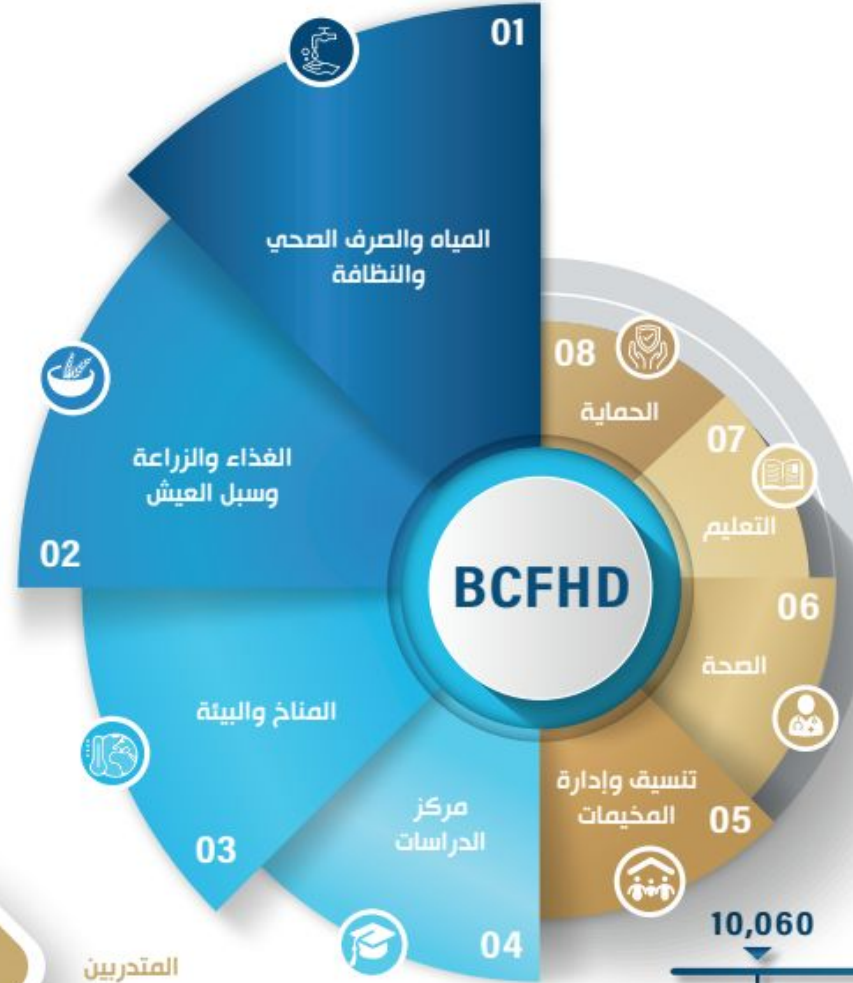 01
المياه والصرف الصحي
والنظافة
02
الغذاء والزراعة
وسبل العيش
03
المناخ والبيئة
04
مركز
الدراسات
05
تنسيق وإدارة
المخيمات
06
الصحة
07
التعليم
08
الحماية
BCFHD
10,060
المتدربين